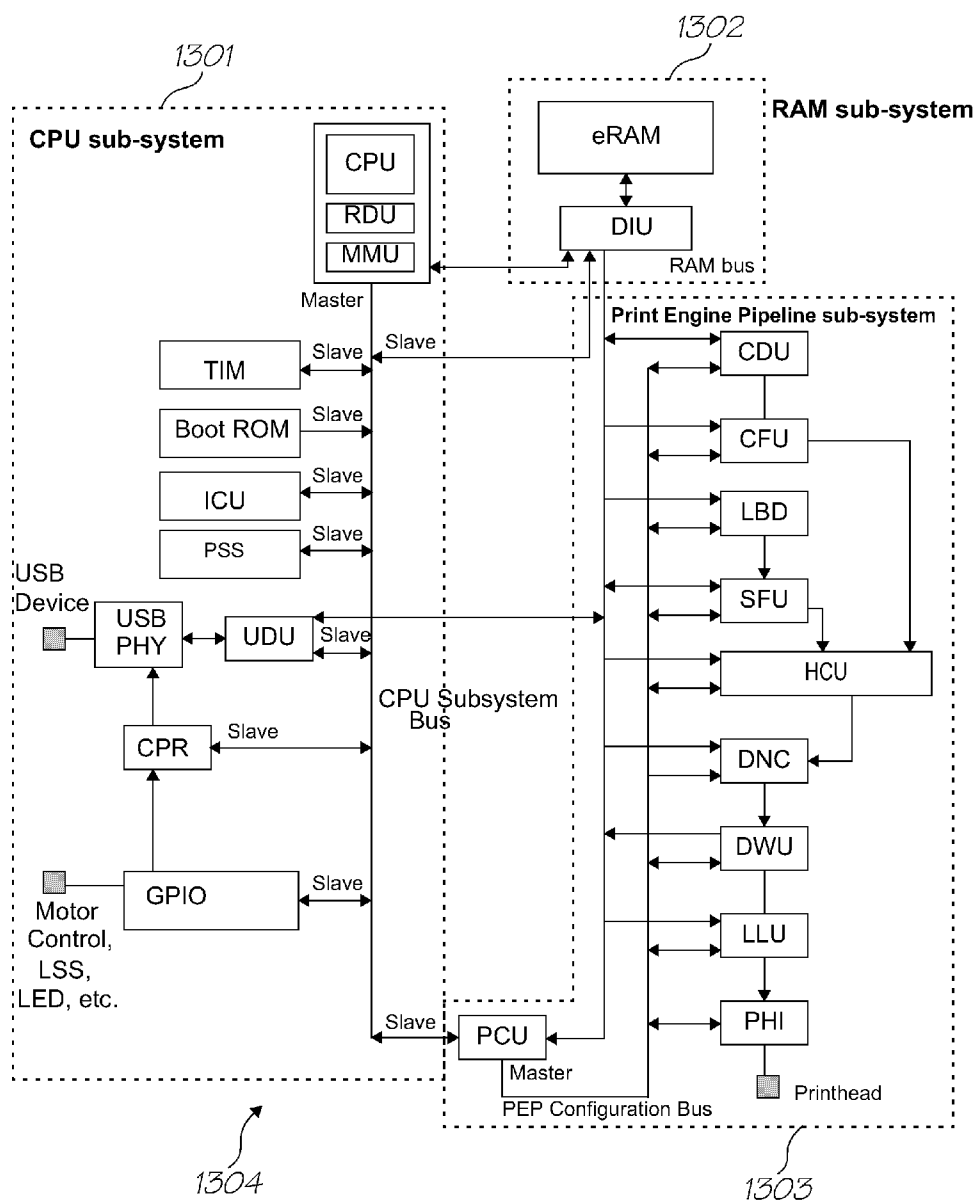 1301
1302
CPU sub-system
RAM sub-system
CPU
RDU
MMU
Master
eRAM
DIU
RAM bus
Print Engine Pipeline sub-system
TIM
Slave
Slave
Boot ROM
Slave
ICU
Slave
PSS
Slave
USB
Device
USB
PHY
UDU
Slave
CPU Subsystem
Bus
CPR
Slave
GPIO
Slave
Motor
Control,
LSS,
LED, etc.
Slave
PCU
Master
PEP Configuration Bus
CDU
CFU
LBD
SFU
HCU
DNC
DWU
LLU
PHI
Printhead
1304
1303